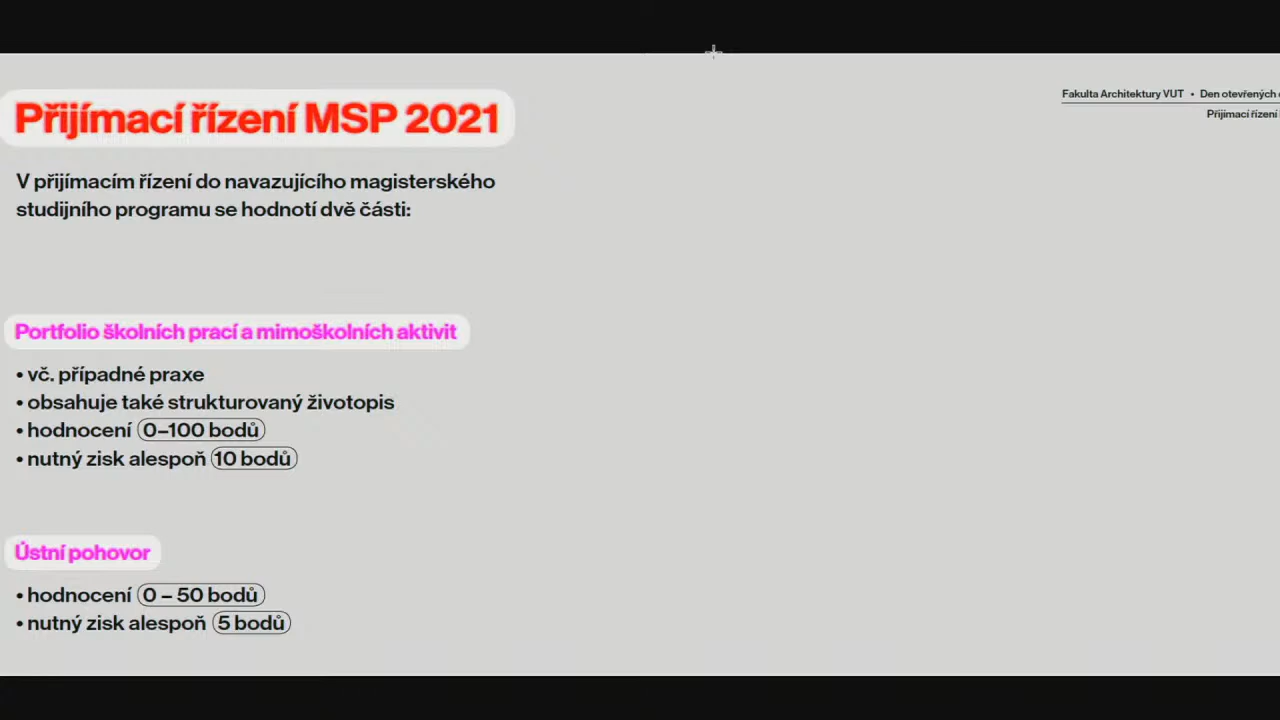 Fakulta Architektury VUT • Den otevřených
Přijímací řízení
Přijímací řízení MSP 2021
V přijímacím řízení do navazujícího magisterského
studijního programu se hodnotí dvě části:
Portfolio školních prací a mimoškolních aktivit
• vč. případné praxe
• obsahuje také strukturovaný životopis
• hodnocení 0–100 bodů
• nutný zisk alespoň 10 bodů
Ústní pohovor
• hodnocení 0 – 50 bodů
• nutný zisk alespoň 5 bodů